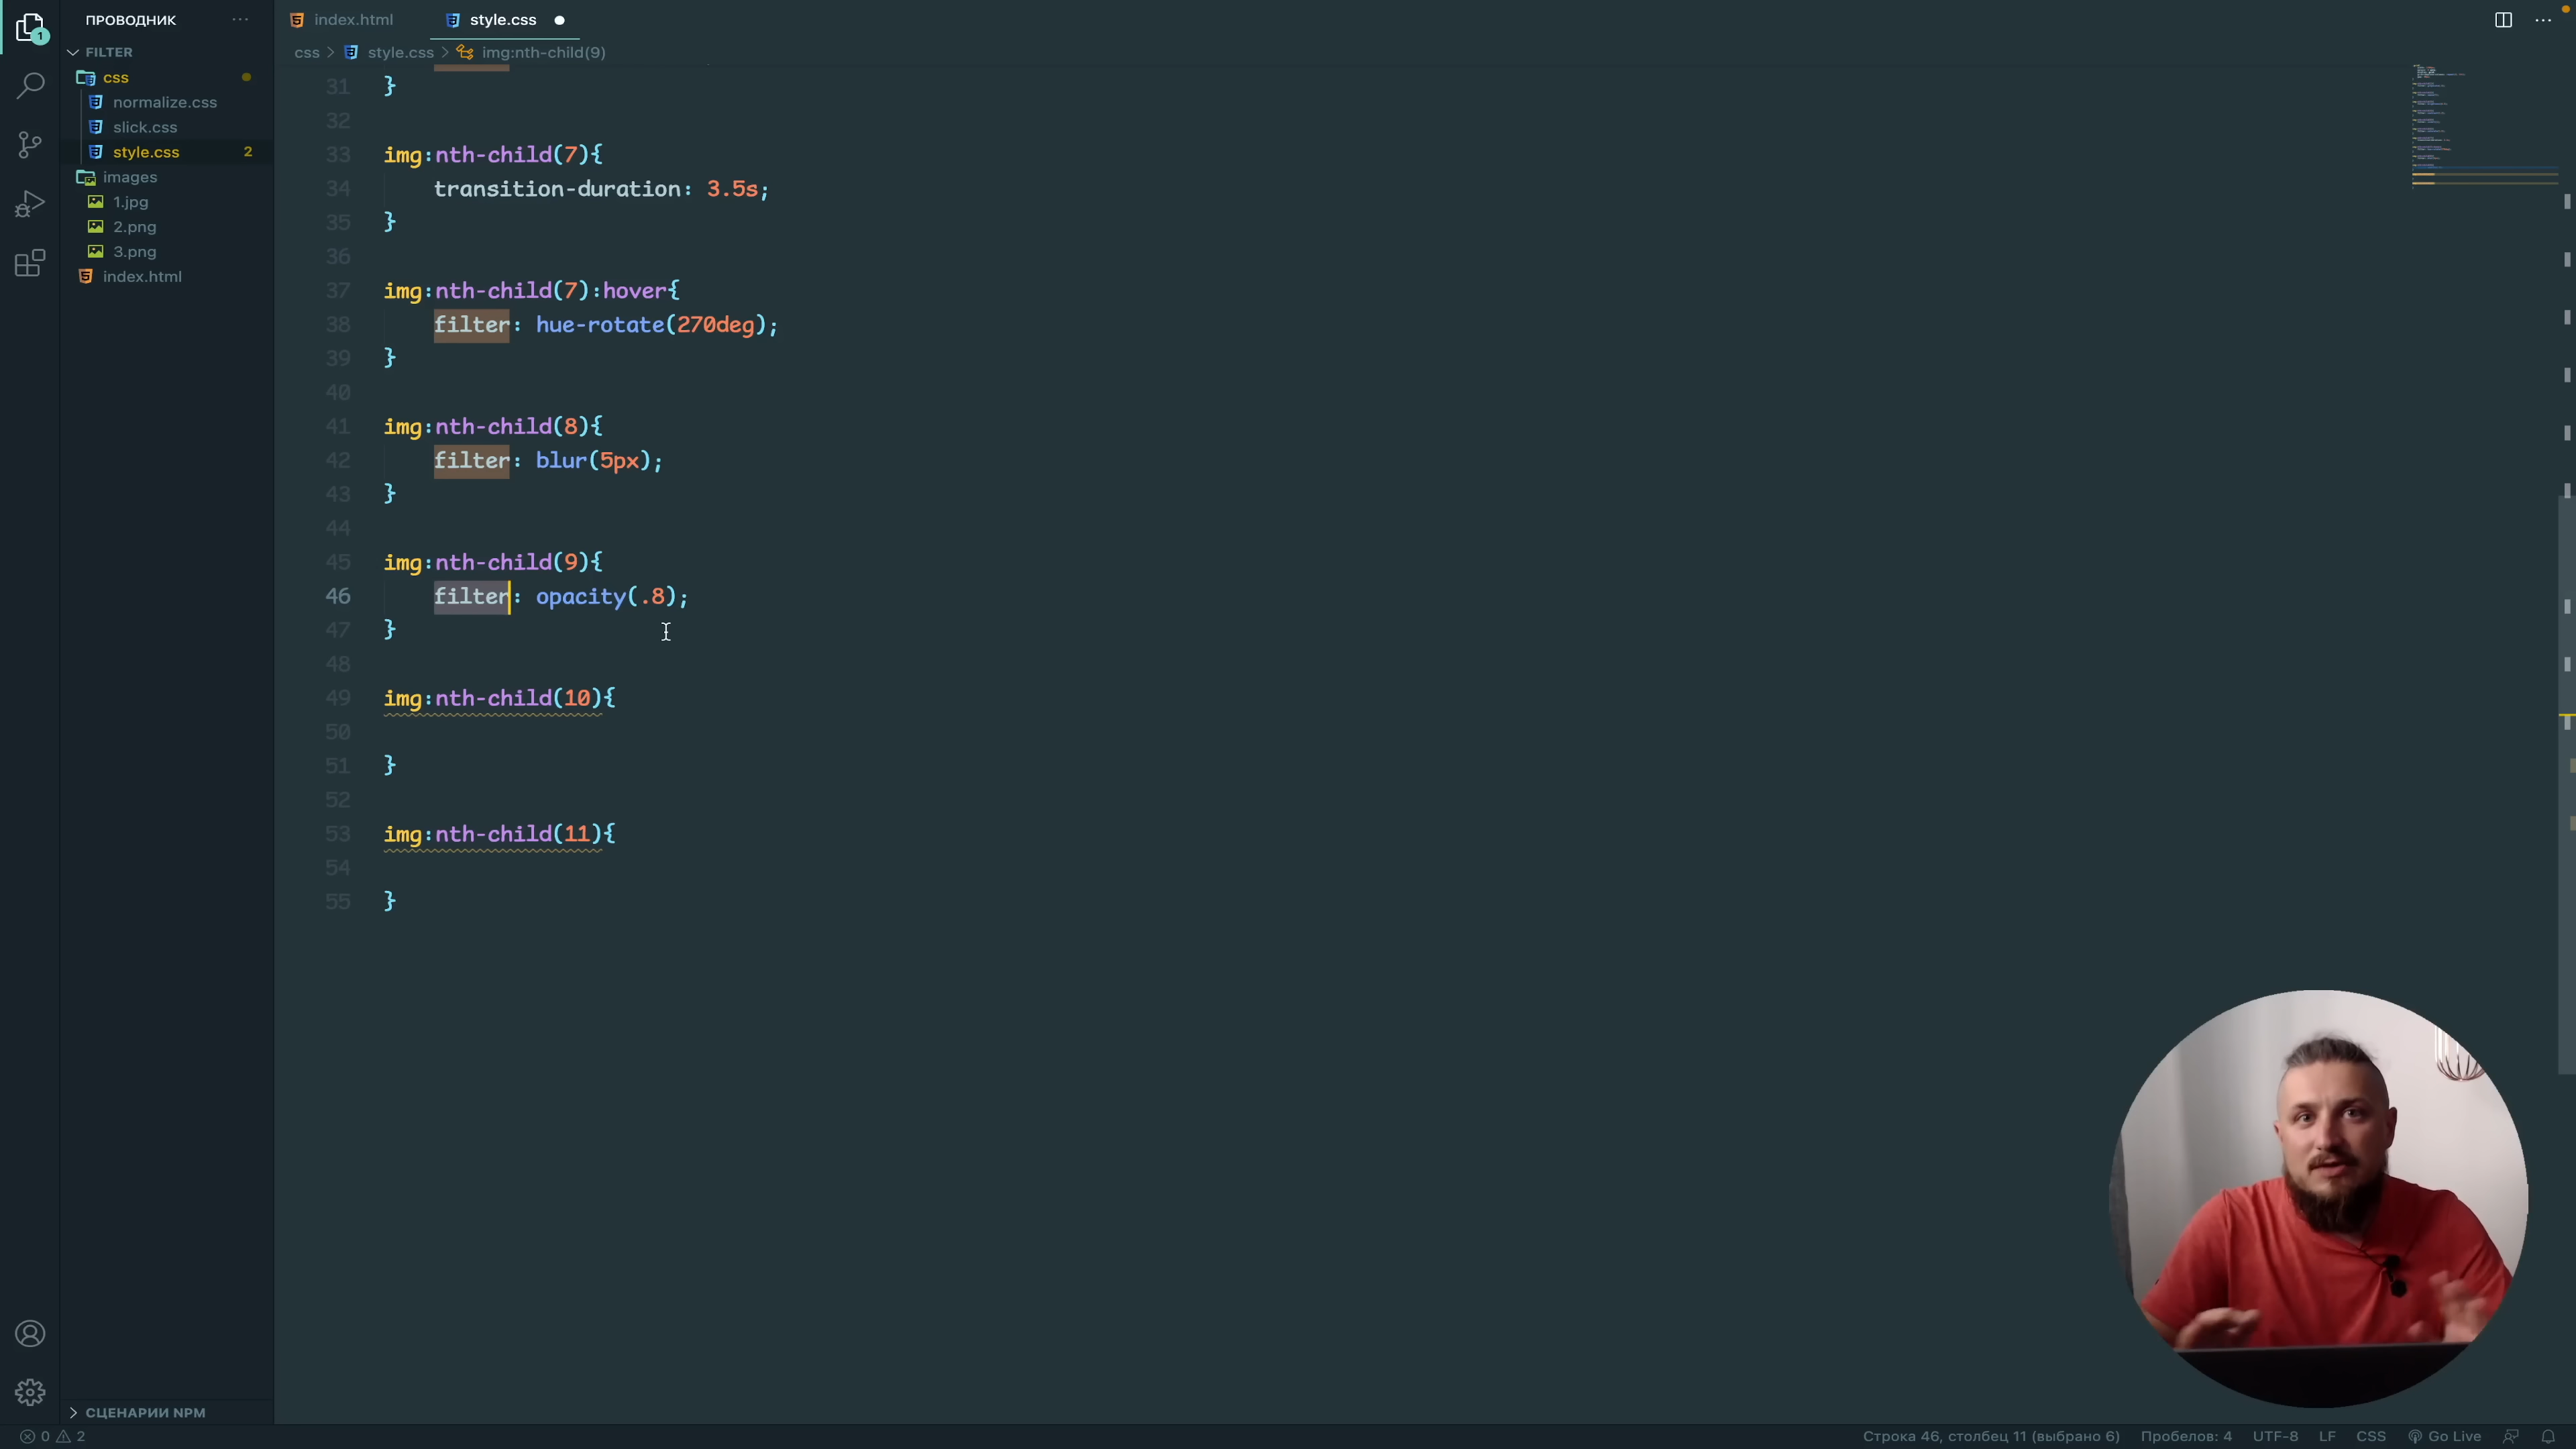 1
ПРОВОДНИК
FILTER
css
normalize.css
slick.css
style.css 2
images
1.jpg
2.png
3.png
index.html
СЦЕНАРИИ NPM
index.html
style.css
css > style.css > img:nth-child(9)
31 }
32
33 img:nth-child(7){
34 transition-duration: 3.5s;
35 }
36
37 img:nth-child(7):hover{
38 filter: hue-rotate(270deg);
39 }
40
41 img:nth-child(8){
42 filter: blur(5px);
43 }
44
45 img:nth-child(9){
46 filter: opacity(.8);
47 }
48
49 img:nth-child(10){
50
51 }
52
53 img:nth-child(11){
54
55 }
0 2 Строка 46, столбец 11 (выбрано 6) Пробелов: 4 UTF-8 LF CSS Go Live